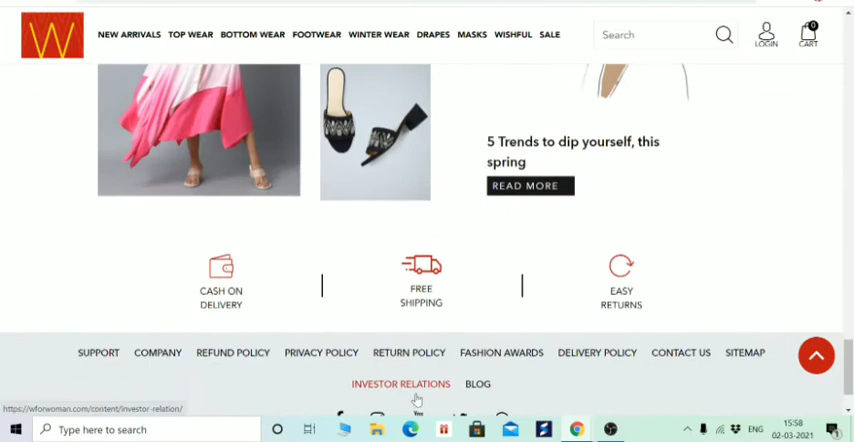 W
NEW ARRIVALS TOP WEAR BOTTOM WEAR FOOTWEAR WINTER WEAR DRAPES MASKS WISHFUL SALE
Search
LOGIN
0
CART
5 Trends to dip yourself, this
spring
READ MORE
CASH ON
DELIVERY
FREE
SHIPPING
EASY
RETURNS
SUPPORT COMPANY REFUND POLICY PRIVACY POLICY RETURN POLICY FASHION AWARDS DELIVERY POLICY CONTACT US SITEMAP
INVESTOR RELATIONS BLOG
https://wforwoman.com/content/investor-relation/
Type here to search
ENG
15:58
02-03-2021